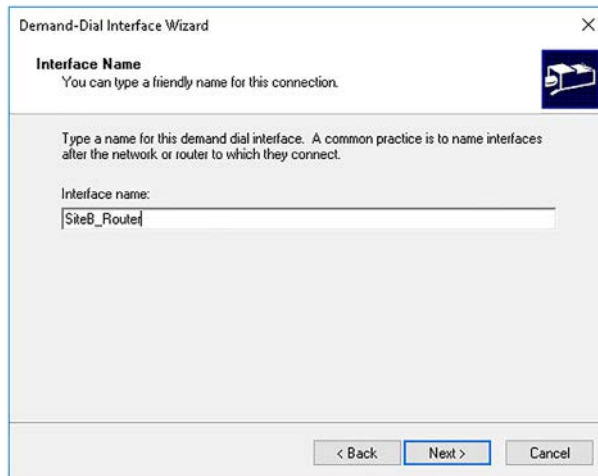 Demand-Dial Interface Wizard
Interface Name
You can type a friendly name for this connection.
Type a name for this demand dial interface. A common practice is to name interfaces
after the network or router to which they connect.
Interface name:
SiteB_Router
< Back Next > Cancel